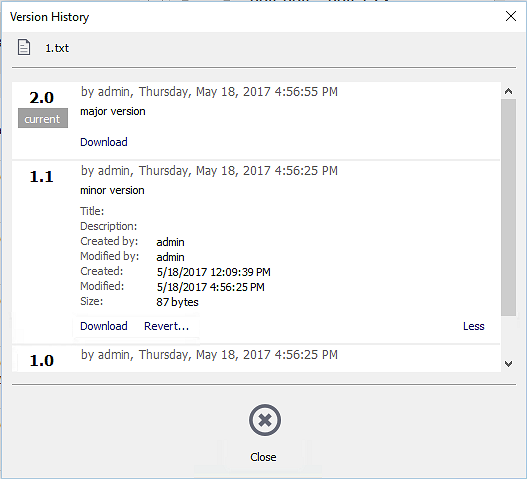 Version History
1.txt
2.0
current
by admin, Thursday, May 18, 2017 4:56:55 PM
major version
Download
1.1
by admin, Thursday, May 18, 2017 4:56:25 PM
minor version
Title:
Description:
Created by: admin
Modified by: admin
Created: 5/18/2017 12:09:39 PM
Modified: 5/18/2017 4:56:25 PM
Size: 87 bytes
Download Revert... Less
1.0
by admin, Thursday, May 18, 2017 4:56:25 PM
Close